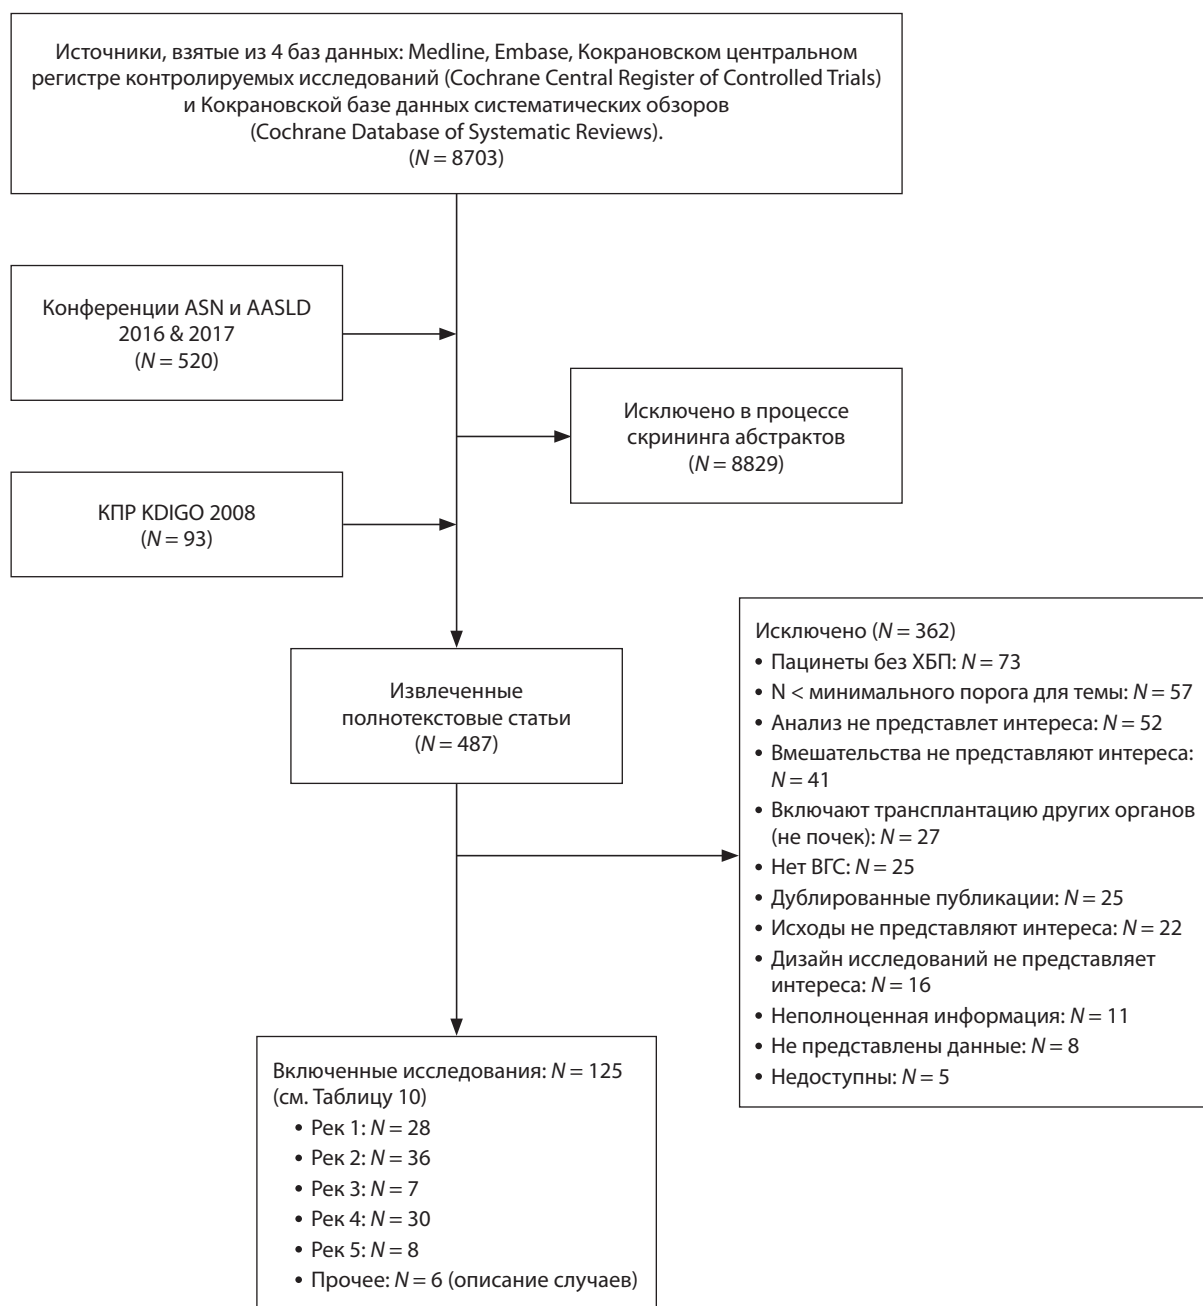 Источники, взятые из 4 баз данных: Medline, Embase, Кокрановском центральном
регистре контролируемых исследований (Cochrane Central Register of Controlled Trials)
и Кокрановской базе данных систематических обзоров
(Cochrane Database of Systematic Reviews).
(N = 8703)
Конференции ASN и AASLD
2016 & 2017
(N = 520)
Исключено в процессе
скрининга абстрактов
(N = 8829)
КПР KDIGO 2008
(N = 93)
Извлеченные
полнотекстовые статьи
(N = 487)
Исключено (N = 362)
• Пацинеты без ХБП: N = 73
• N < минимального порога для темы: N = 57
• Анализ не представлет интереса: N = 52
• Вмешательства не представляют интереса:
N = 41
• Включают трансплантацию других органов
(не почек): N = 27
• Нет ВГС: N = 25
• Дублированные публикации: N = 25
• Исходы не представляют интереса: N = 22
• Дизайн исследований не представляет
интереса: N = 16
• Неполноценная информация: N = 11
• Не представлены данные: N = 8
• Недоступны: N = 5
Включенные исследования: N = 125
(см. Таблицу 10)
• Рек 1: N = 28
• Рек 2: N = 36
• Рек 3: N = 7
• Рек 4: N = 30
• Рек 5: N = 8
• Прочее: N = 6 (описание случаев)